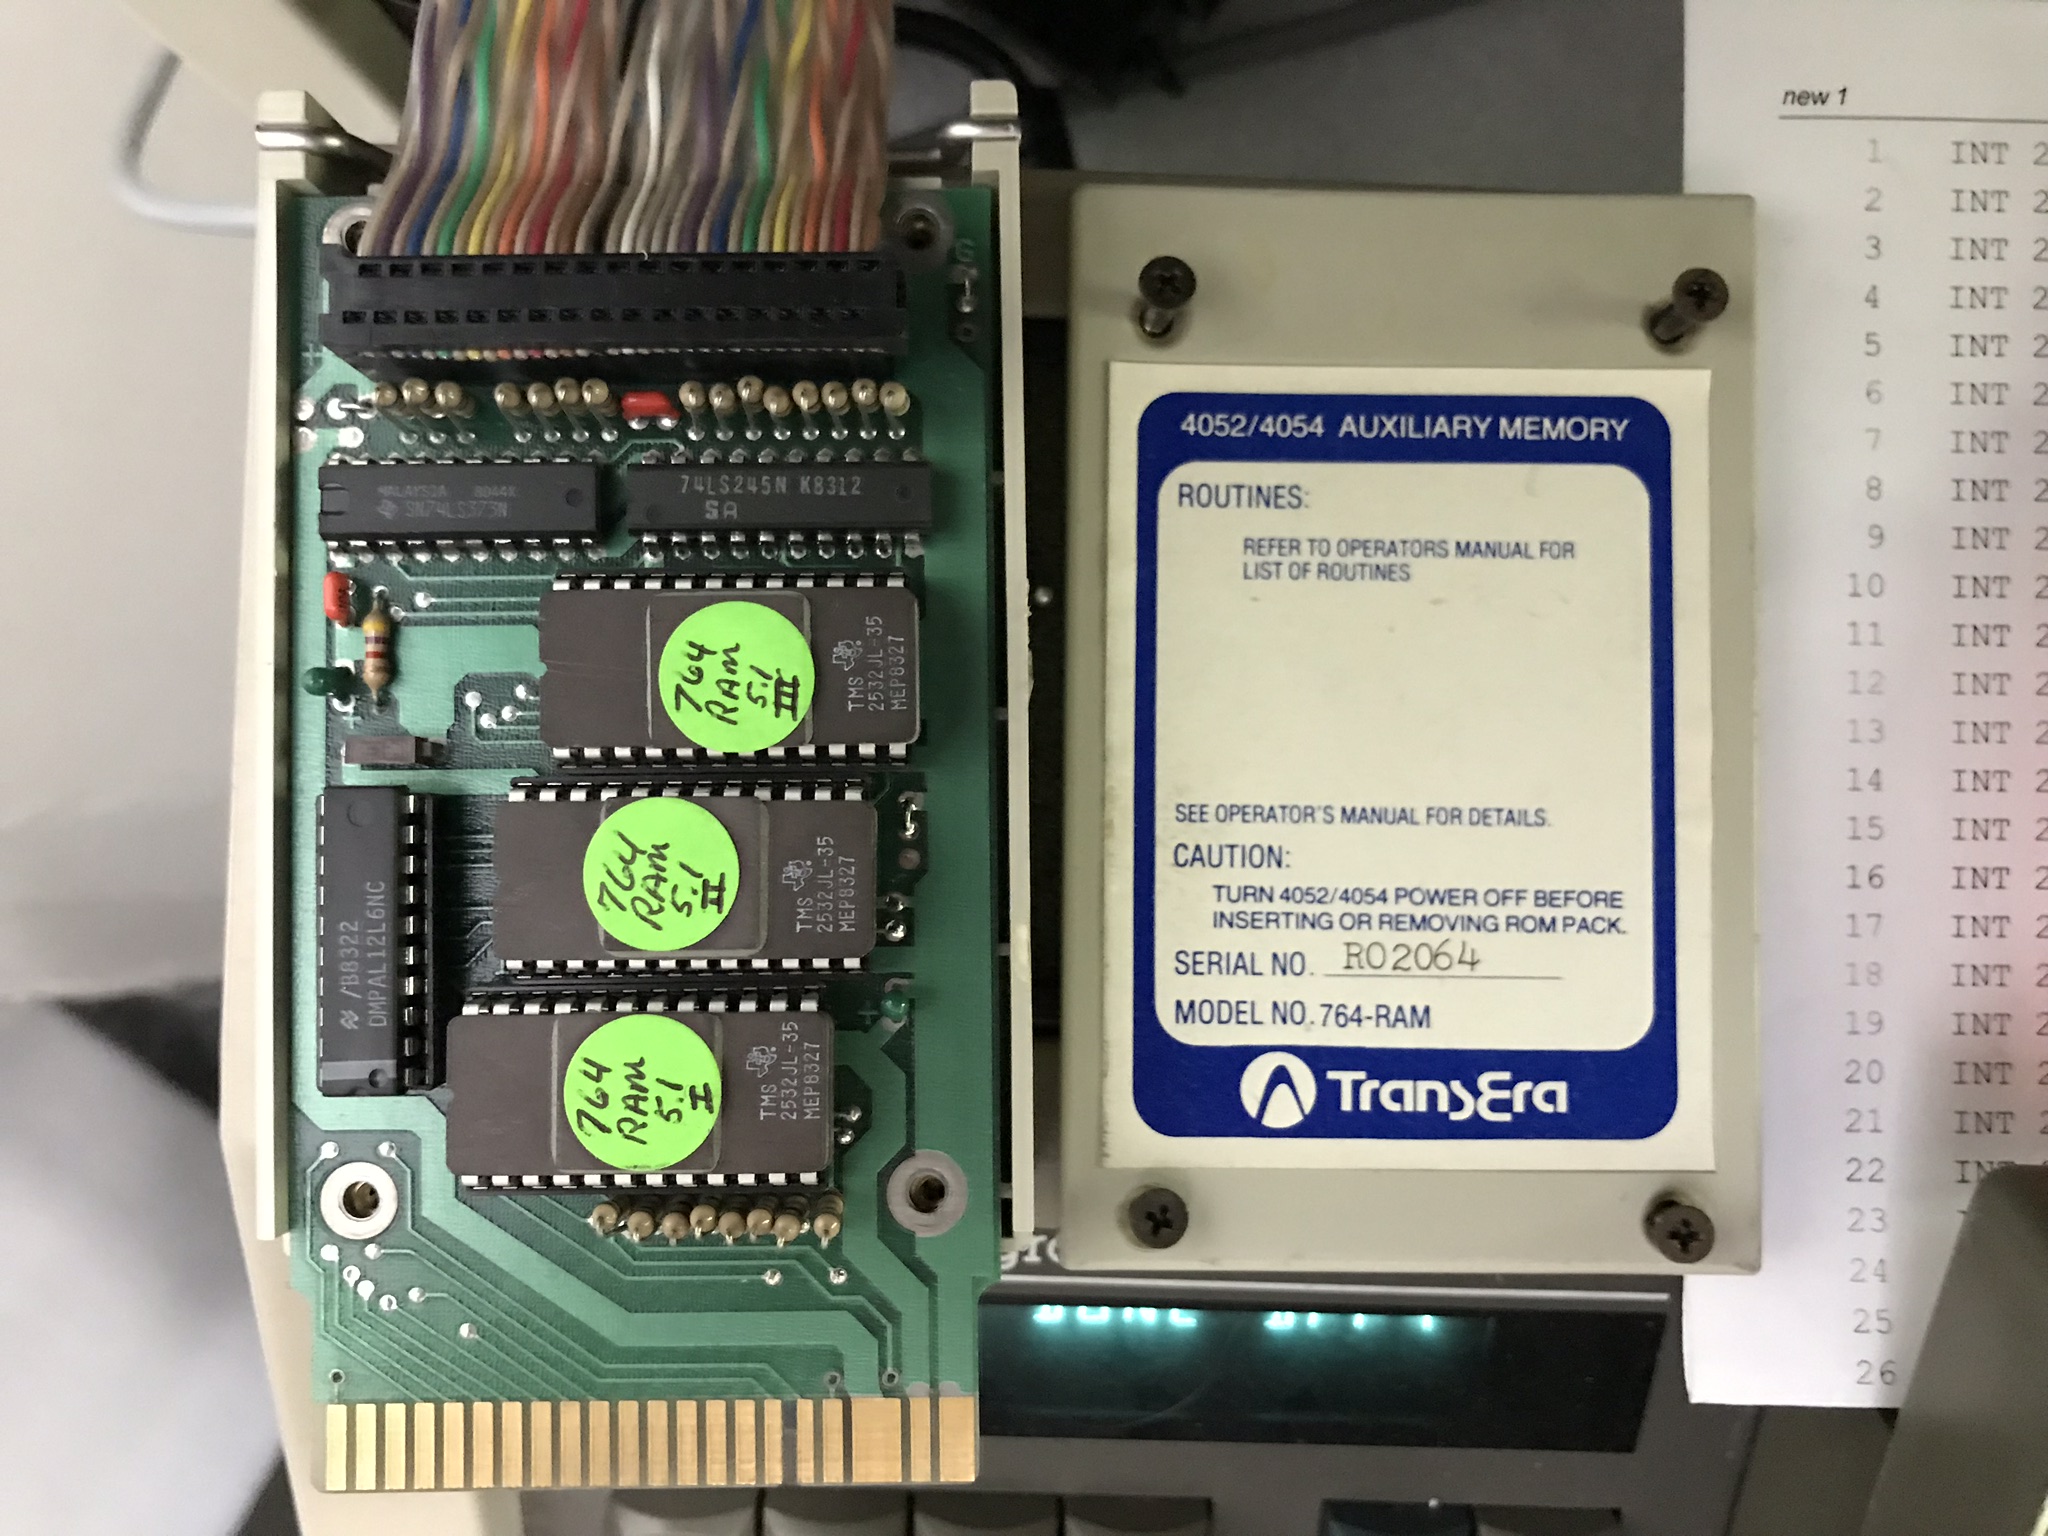 MALAYSIA 8044K
SN74LS373N
74LS245N K8312
SA
764
RAM
5.1
III
TMS
2532JL-35
MEP8327
764
RAM
5.1
II
TMS
2532JL-35
MEP8327
764
RAM
5.1
I
TMS
2532JL-35
MEP8327
B8322
DMPAL12L6NC
+
+
4052/4054 AUXILIARY MEMORY
ROUTINES:
REFER TO OPERATORS MANUAL FOR
LIST OF ROUTINES
SEE OPERATOR'S MANUAL FOR DETAILS.
CAUTION:
TURN 4052/4054 POWER OFF BEFORE
INSERTING OR REMOVING ROM PACK.
SERIAL NO. R02064
MODEL NO. 764-RAM
TransEra
new 1
1 INT 2
2 INT 2
3 INT 2
4 INT 2
5 INT 2
6 INT 2
7 INT 2
8 INT 2
9 INT 2
10 INT 2
11 INT 2
12 INT 2
13 INT 2
14 INT 2
15 INT 2
16 INT 2
17 INT 2
18 INT 2
19 INT 2
20 INT 2
21 INT 2
22
23
24
25
26